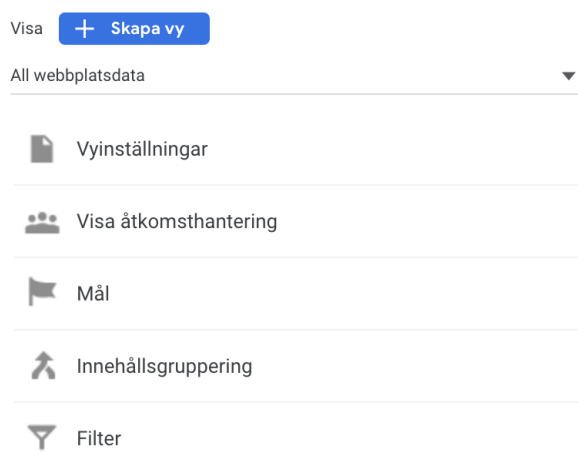 Visa + Skapa vy
All webbplatsdata
Vyinställningar
Visa åtkomsthantering
Mål
Innehållsgruppering
Filter